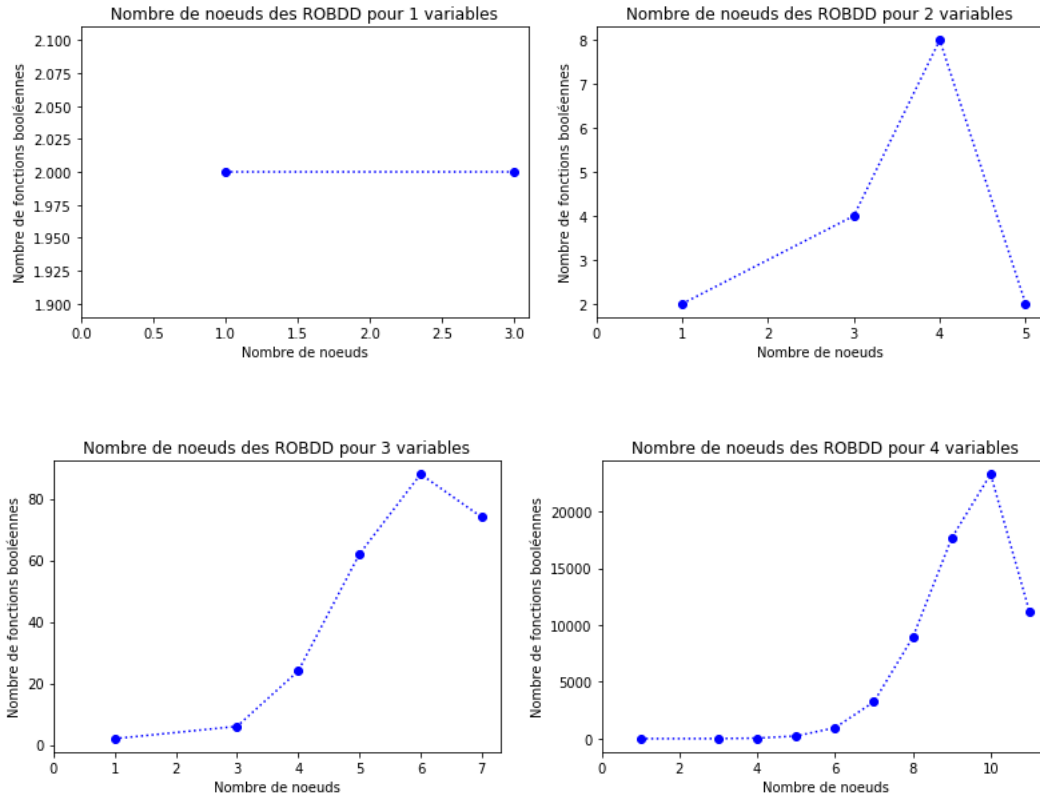 Nombre de noeuds des ROBDD pour 1 variables
2.100
2.075
2.050
2.025
2.000
1.975
1.950
1.925
1.900
Nombre de fonctions booléennes
0.0 0.5 1.0 1.5 2.0 2.5 3.0
Nombre de noeuds
Nombre de noeuds des ROBDD pour 2 variables
8
7
6
5
4
3
2
Nombre de fonctions booléennes
0 1 2 3 4 5
Nombre de noeuds
Nombre de noeuds des ROBDD pour 3 variables
80
60
40
20
0
Nombre de fonctions booléennes
0 1 2 3 4 5 6 7
Nombre de noeuds
Nombre de noeuds des ROBDD pour 4 variables
20000
15000
10000
5000
0
Nombre de fonctions booléennes
0 2 4 6 8 10
Nombre de noeuds